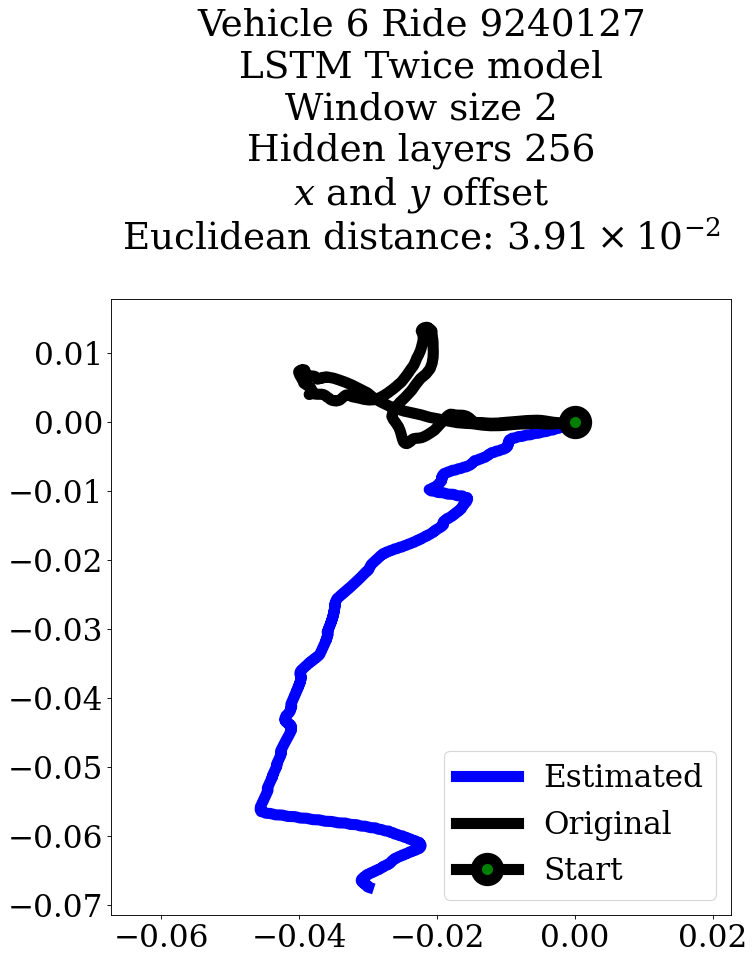 Vehicle 6 Ride 9240127
LSTM Twice model
Window size 2
Hidden layers 256
x and y offset
Euclidean distance: 3.91 × 10⁻²
0.01
0.00
−0.01
−0.02
−0.03
−0.04
−0.05
−0.06
−0.07
Estimated
Original
Start
−0.06 −0.04 −0.02 0.00 0.02